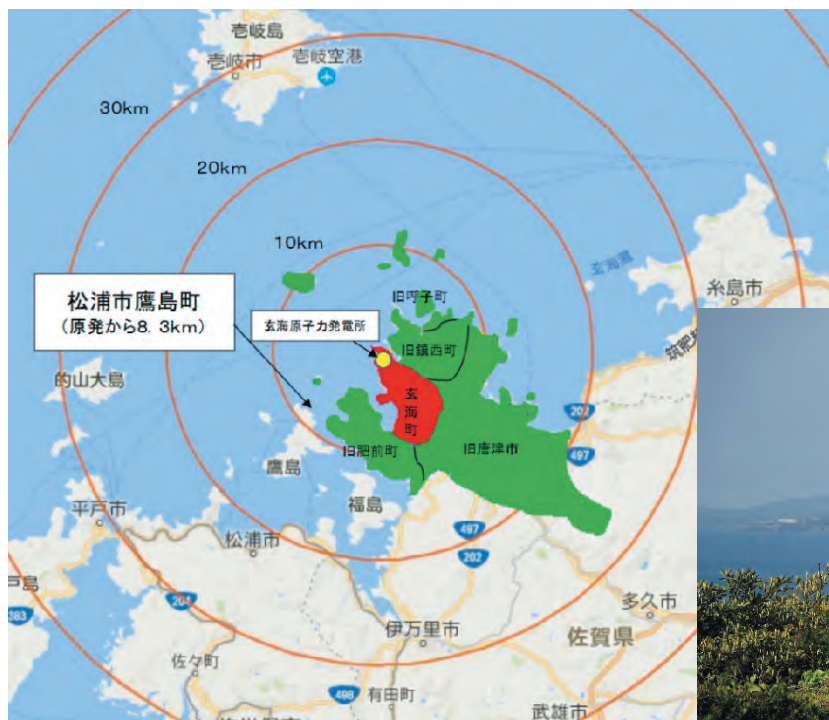 壱岐島
壱岐市
壱岐空港
30km
20km
10km
玄海灘
糸島市
松浦市鷹島町
(原発から8.3km)
旧呼子町
玄海原子力発電所
旧鎮西町
的山大島
玄海町
202
497
旧肥前町
旧唐津市
鷹島
福島
平戸市
松浦市
497
202
戸島
383
204
多久市
伊万里市
佐賀県
佐々町
498
有田町
武雄市